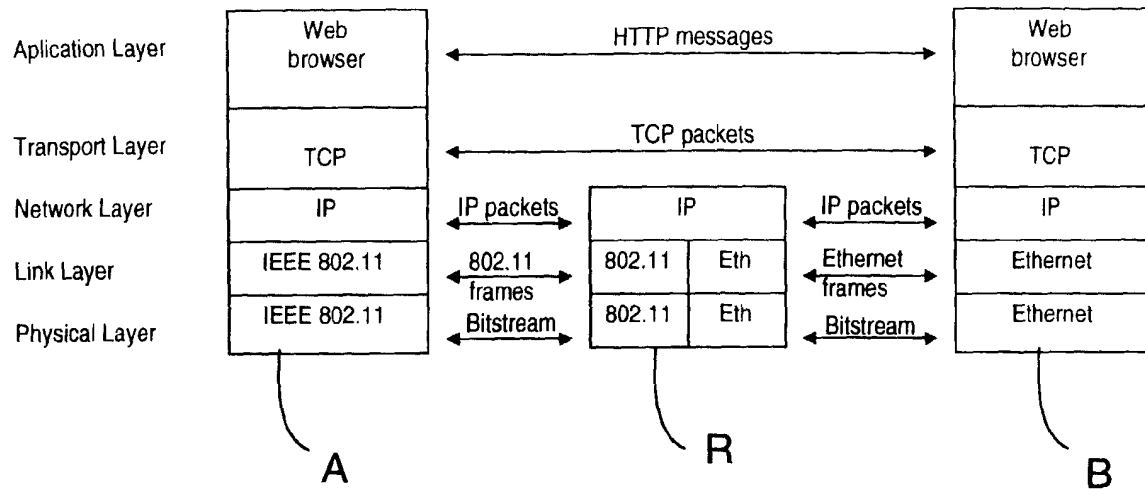 Aplication Layer
Web
browser
HTTP messages
Web
browser
Transport Layer
TCP
TCP packets
TCP
Network Layer
IP
IP packets
IP
IP packets
IP
Link Layer
IEEE 802.11
802.11
frames
802.11
Eth
Ethernet
frames
Ethernet
Physical Layer
IEEE 802.11
Bitstream
802.11
Eth
Bitstream
Ethernet
A
R
B